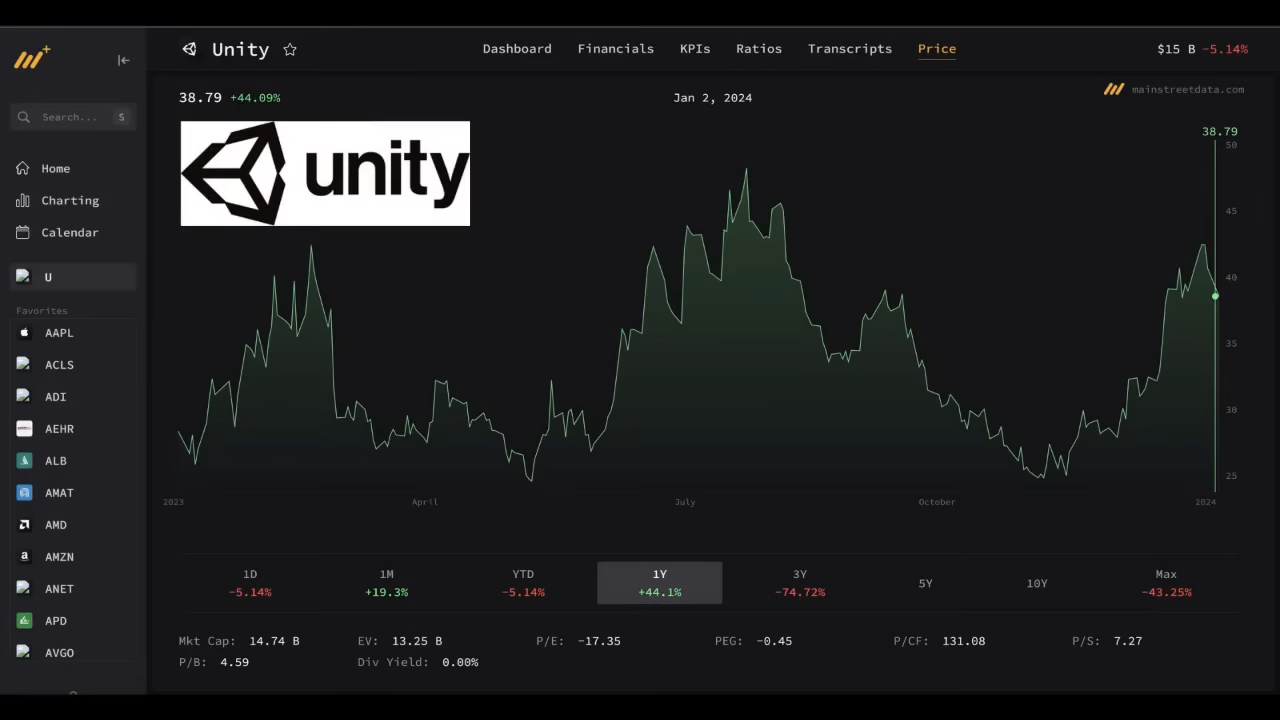 Unity Dashboard Financials KPIs Ratios Transcripts Price $15 B -5.14%
38.79 +44.09% Jan 2, 2024 mainstreetdata.com
Search... S
Home
Charting
Calendar
U
Favorites
AAPL
ACLS
ADI
AEHR
ALB
AMAT
AMD
AMZN
ANET
APD
AVGO
unity
38.79
50
45
40
35
30
25
2023 April July October 2024
1D 1M YTD 1Y 3Y 5Y 10Y Max
-5.14% +19.3% -5.14% +44.1% -74.72% -43.25%
Mkt Cap: 14.74 B EV: 13.25 B P/E: -17.35 PEG: -0.45 P/CF: 131.08 P/S: 7.27
P/B: 4.59 Div Yield: 0.00%